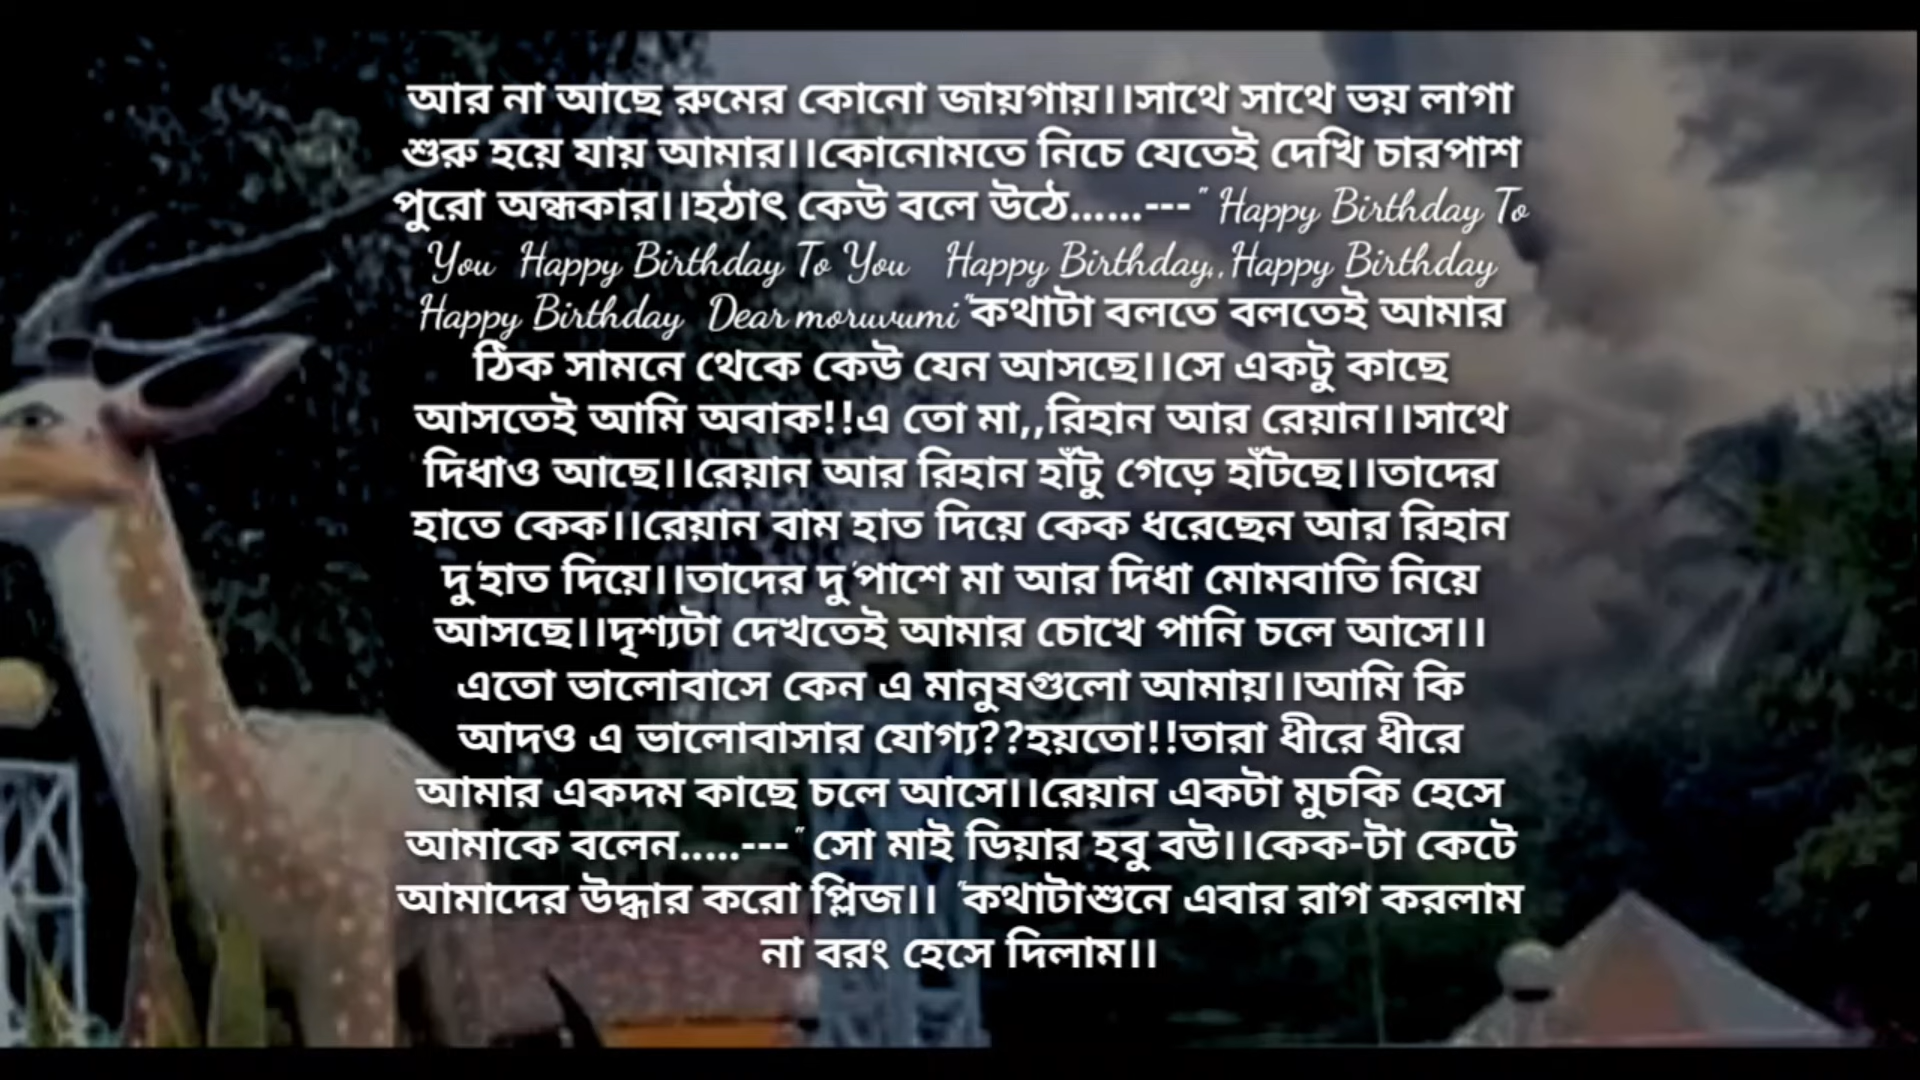 আর না আছে রুমের কোনো জায়গায়।।সাথে সাথে ভয় লাগা
শুরু হয়ে যায় আমার।।কোনোমতে নিচে যেতেই দেখি চারপাশ
পুরো অন্ধকার।।হঠাৎ কেউ বলে উঠে......---" Happy Birthday To
You Happy Birthday To You Happy Birthday,,Happy Birthday
Happy Birthday Dear moruvumi"কথাটা বলতে বলতেই আমার
ঠিক সামনে থেকে কেউ যেন আসছে।।সে একটু কাছে
আসতেই আমি অবাক!!এ তো মা,,রিহান আর রেয়ান।।সাথে
দিধাও আছে।।রেয়ান আর রিহান হাঁটু গেড়ে হাঁটছে।।তাদের
হাতে কেক।।রেয়ান বাম হাত দিয়ে কেক ধরেছেন আর রিহান
দু'হাত দিয়ে।।তাদের দু'পাশে মা আর দিধা মোমবাতি নিয়ে
আসছে।।দৃশ্যটা দেখতেই আমার চোখে পানি চলে আসে।।
এতো ভালোবাসে কেন এ মানুষগুলো আমায়।।আমি কি
আদও এ ভালোবাসার যোগ্য??হয়তো!!তারা ধীরে ধীরে
আমার একদম কাছে চলে আসে।।রেয়ান একটা মুচকি হেসে
আমাকে বলেন.....---" সো মাই ডিয়ার হবু বউ।।কেক-টা কেটে
আমাদের উদ্ধার করো প্লিজ।। "কথাটাশুনে এবার রাগ করলাম
না বরং হেসে দিলাম।।